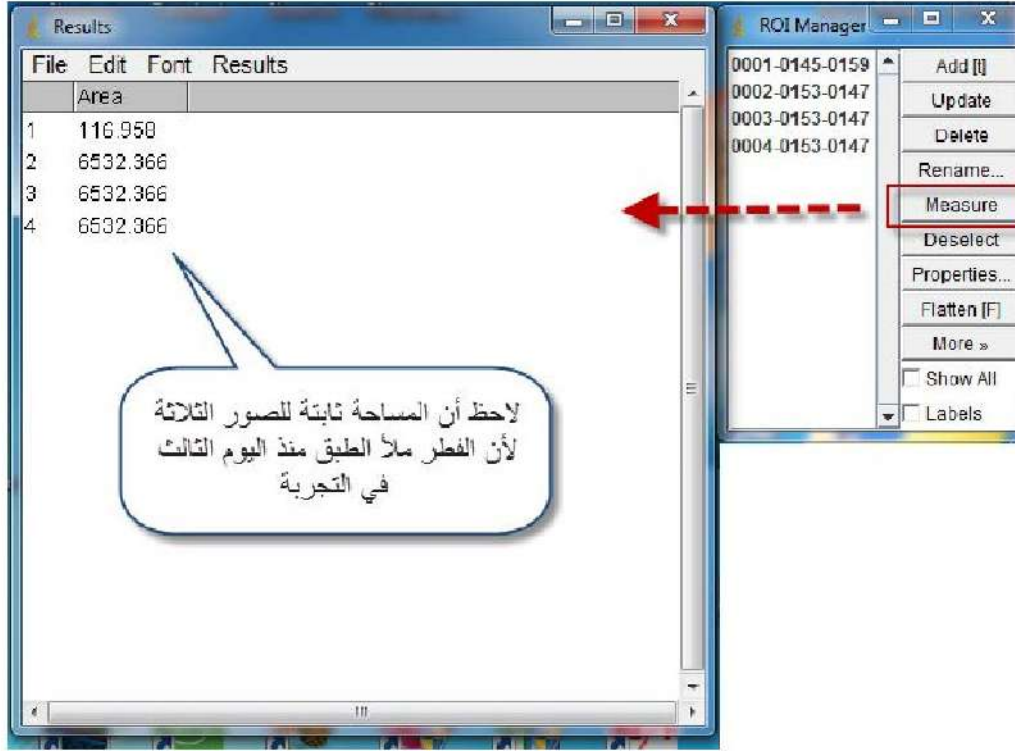 Results
File Edit Font Results
Area
1 116.958
2 6532.366
3 6532.366
4 6532.366
لاحظ أن المساحة ثابتة للصور الثلاثة
لأن الفطر ملأ الطبق منذ اليوم الثالث
في التجربة
ROI Manager
0001-0145-0159
0002-0153-0147
0003-0153-0147
0004-0153-0147
Add [t]
Update
Delete
Rename...
Measure
Deselect
Properties...
Flatten [F]
More »
Show All
Labels